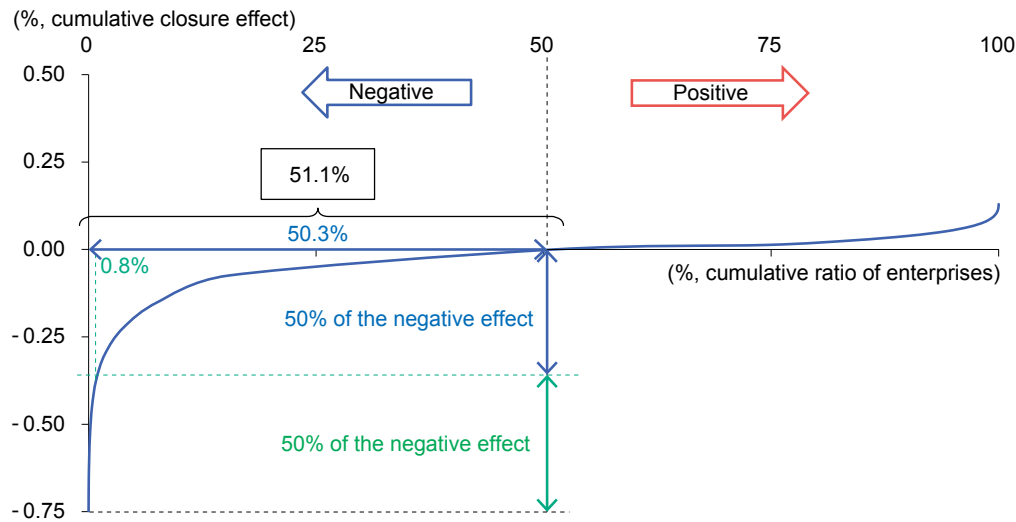 (%, cumulative closure effect)
0 25 50 75 100
0.50
Negative Positive
0.25
51.1%
50.3%
0.00
0.8%
(%, cumulative ratio of enterprises)
50% of the negative effect
-0.25
50% of the negative effect
-0.50
-0.75